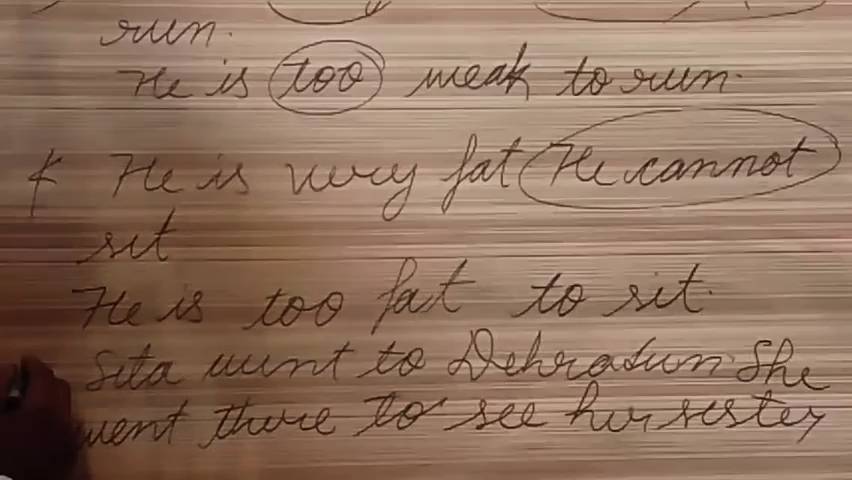 run.
He is too weak to run.
* He is very fat He cannot
sit
He is too fat to sit.
Sita went to Dehradun. She
went there to see her sister